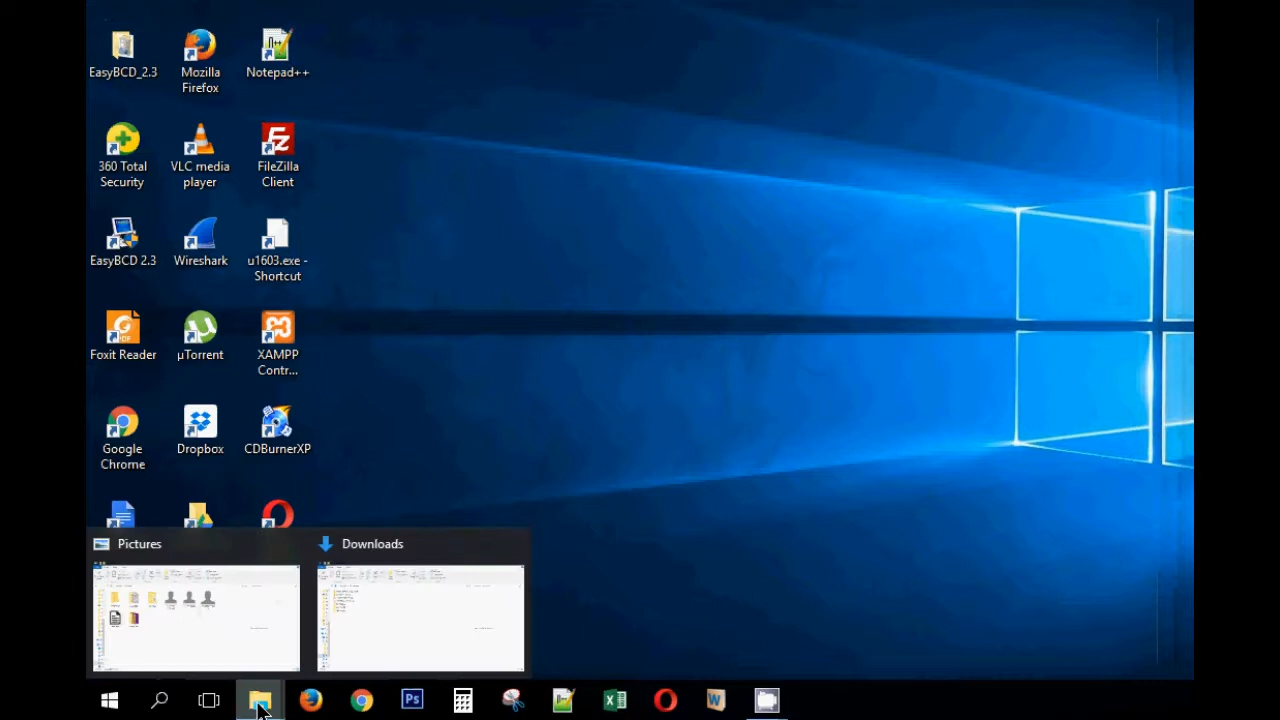 EasyBCD_2.3
Mozilla
Firefox
Notepad++
360 Total
Security
VLC media
player
FileZilla
Client
EasyBCD 2.3
Wireshark
u1603.exe -
Shortcut
Foxit Reader
µTorrent
XAMPP
Contr...
Google
Chrome
Dropbox
CDBurnerXP
Pictures
Downloads